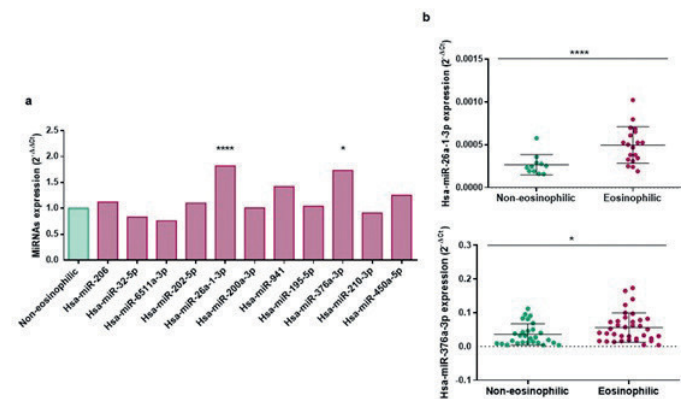 a
MiRNAs expression (2-ΔΔCt)
2.5
2.0
1.5
1.0
0.5
0.0
****
*
Non-eosinophilic
Hsa-miR-206
Hsa-miR-32-5p
Hsa-miR-6511a-3p
Hsa-miR-202-5p
Hsa-miR-26a-1-3p
Hsa-miR-200a-3p
Hsa-miR-941
Hsa-miR-195-5p
Hsa-miR-376a-3p
Hsa-miR-210-3p
Hsa-miR-450a-5p
b
Hsa-miR-26a-1-3p expression (2-ΔCt)
0.0015
0.0010
0.0005
0.0000
****
Non-eosinophilic Eosinophilic
Hsa-miR-376a-3p expression (2-ΔCt)
0.3
0.2
0.1
0.0
-0.1
*
Non-eosinophilic Eosinophilic